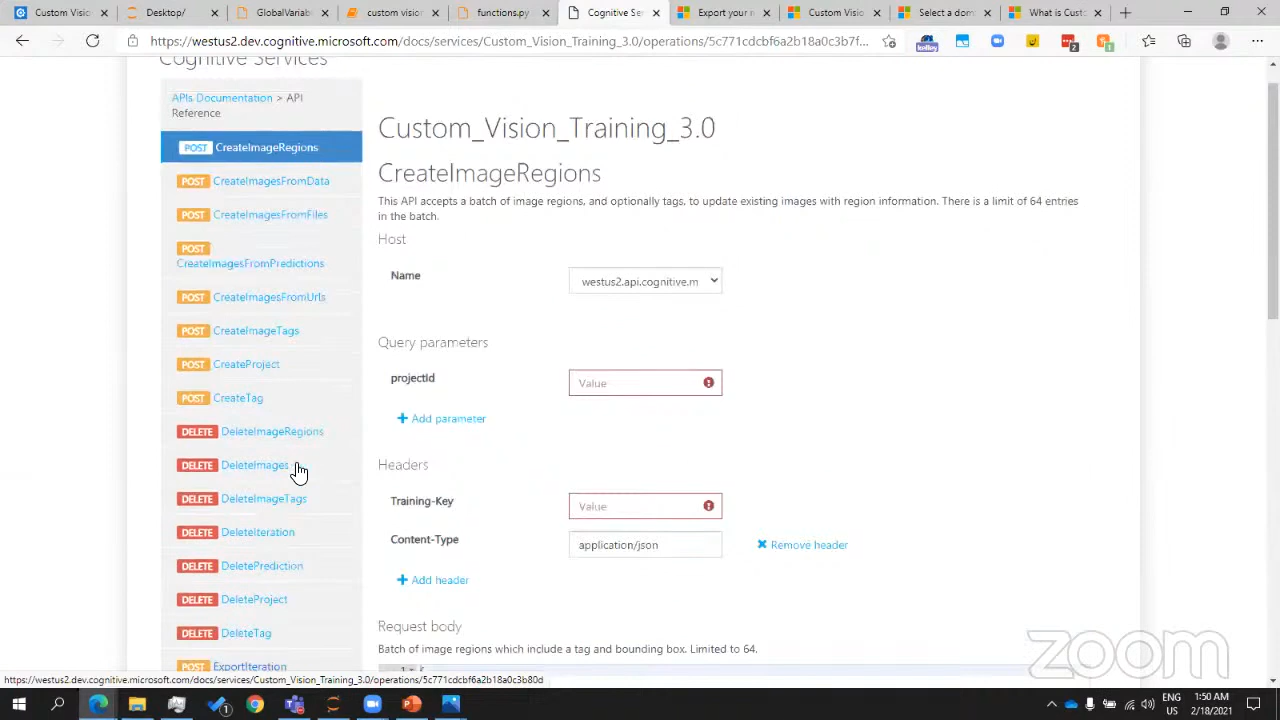 Custom Vision
Desktop/
GlobalVariable
custom vision
functions.py
Cognitive Ser
Export your m
Custom Vision
Select a dom
What is Custo
https://westus2.dev.cognitive.microsoft.com/docs/services/Custom_Vision_Training_3.0/operations/5c771cdcbf6a2b18a0c3b7f...
Cognitive Services
APIs Documentation > API
Reference
POST CreateImageRegions
POST CreateImagesFromData
POST CreateImagesFromFiles
POST
CreateImagesFromPredictions
POST CreateImagesFromUrls
POST CreateImageTags
POST CreateProject
POST CreateTag
DELETE DeleteImageRegions
DELETE DeleteImages
DELETE DeleteImageTags
DELETE DeleteIteration
DELETE DeletePrediction
DELETE DeleteProject
DELETE DeleteTag
POST ExportIteration
Custom_Vision_Training_3.0
CreateImageRegions
This API accepts a batch of image regions, and optionally tags, to update existing images with region information. There is a limit of 64 entries
in the batch.
Host
Name
westus2.api.cognitive.m
Query parameters
projectId
Value
Add parameter
Headers
Training-Key
Value
Content-Type
application/json
Remove header
Add header
Request body
Batch of image regions which include a tag and bounding box. Limited to 64.
zoom
https://westus2.dev.cognitive.microsoft.com/docs/services/Custom_Vision_Training_3.0/operations/5c771cdcbf6a2b18a0c3b80d
ENG
US
1:50 AM
2/18/2021